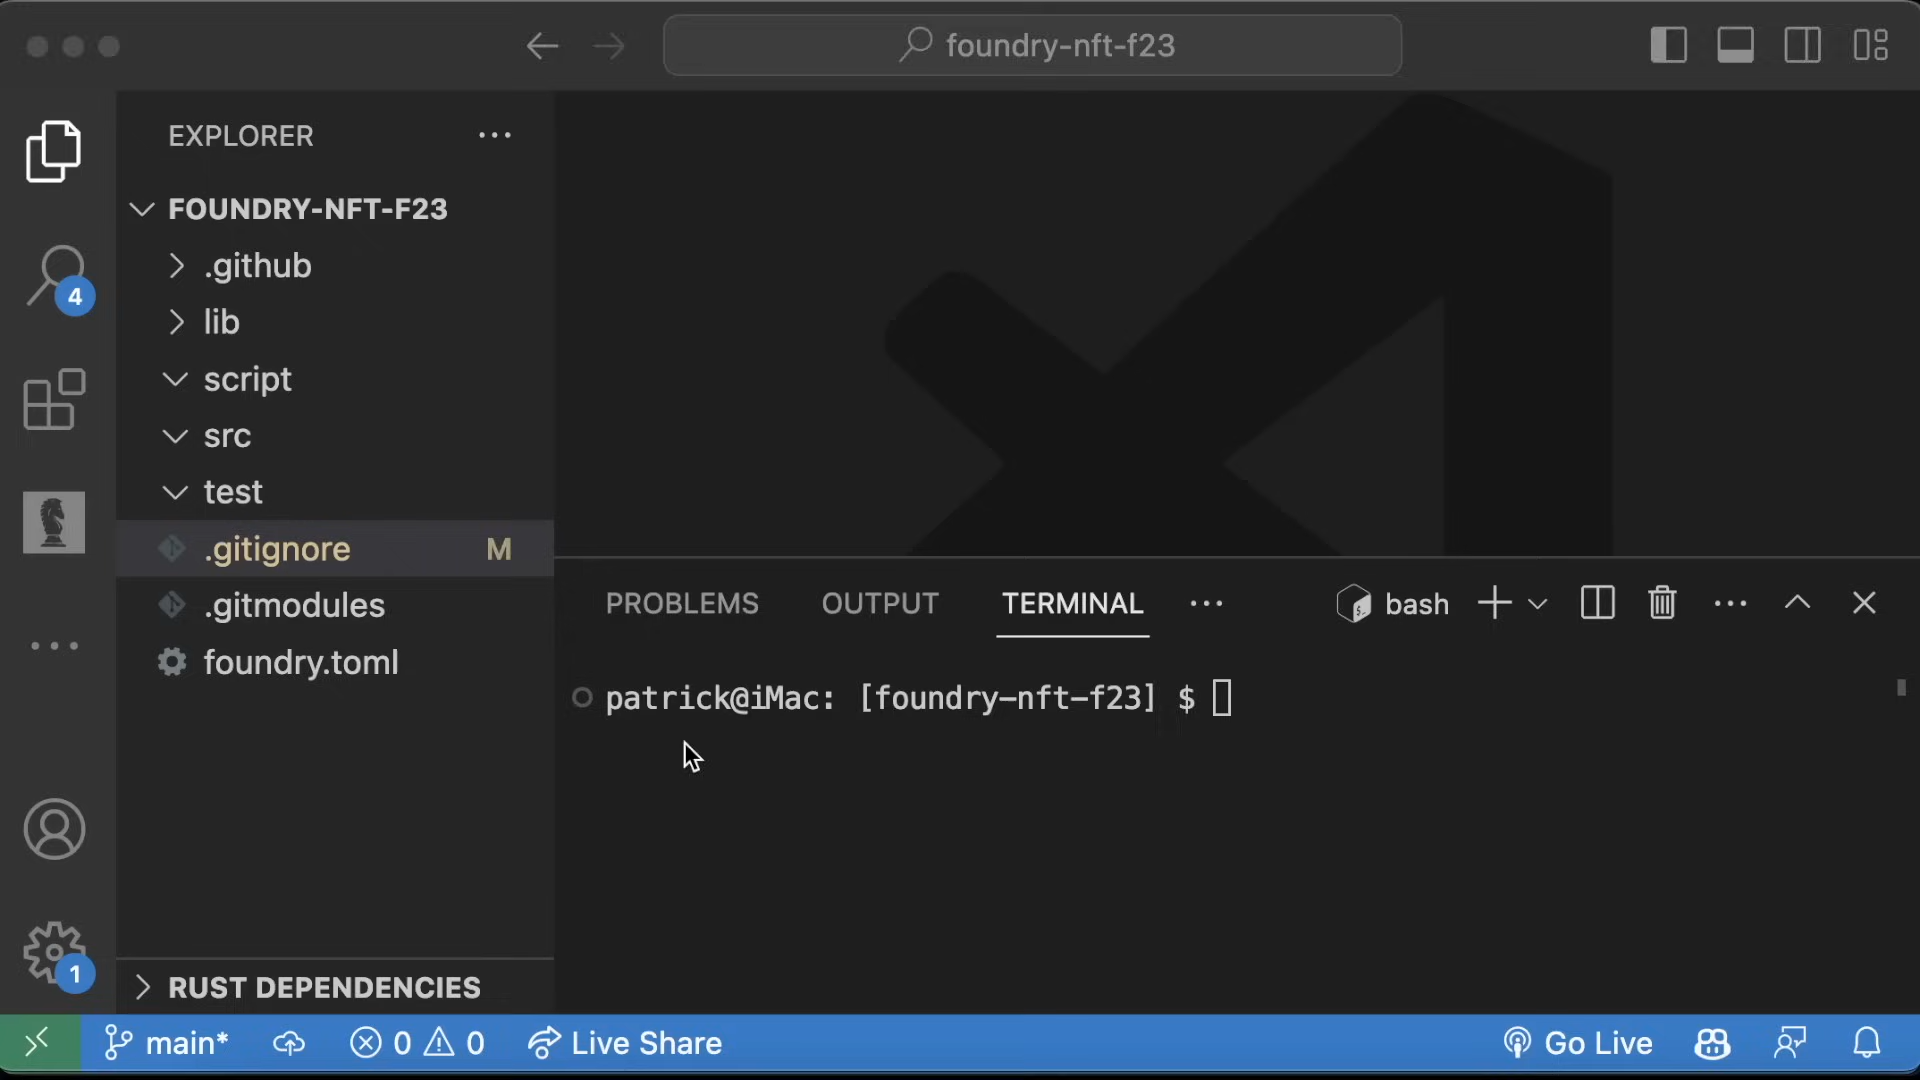 foundry-nft-f23
EXPLORER
FOUNDRY-NFT-F23
.github
4
lib
script
src
test
.gitignore M
.gitmodules
foundry.toml
PROBLEMS OUTPUT TERMINAL bash
patrick@iMac: [foundry-nft-f23] $
1
RUST DEPENDENCIES
main* 0 0 Live Share Go Live